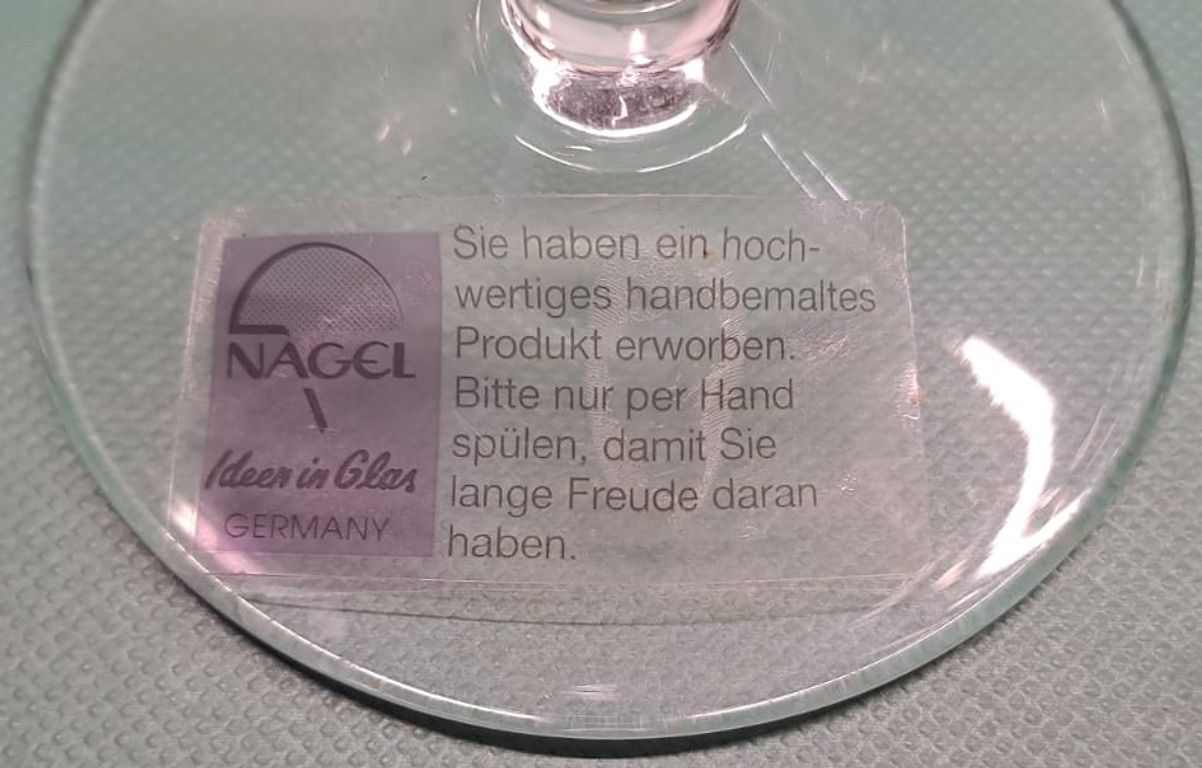 NAGEL
Ideen in Glas
GERMANY
Sie haben ein hoch-
wertiges handbemaltes
Produkt erworben.
Bitte nur per Hand
spülen, damit Sie
lange Freude daran
haben.